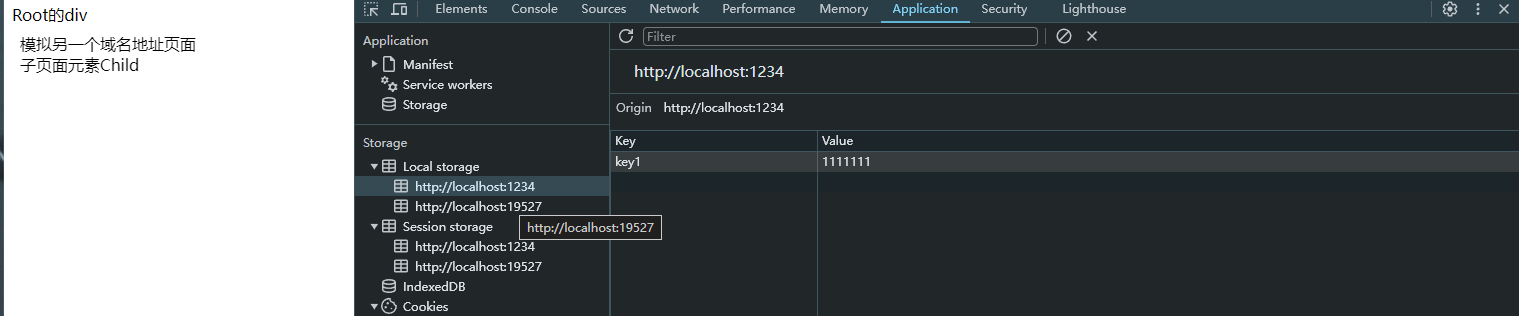 Root的div
模拟另一个域名地址页面
子页面元素Child
Elements Console Sources Network Performance Memory Application Security Lighthouse
Application
Manifest
Service workers
Storage
Storage
Local storage
http://localhost:1234
http://localhost:19527
Session storage
http://localhost:19527
http://localhost:1234
http://localhost:19527
IndexedDB
Cookies
Filter
http://localhost:1234
Origin http://localhost:1234
Key Value
key1 1111111